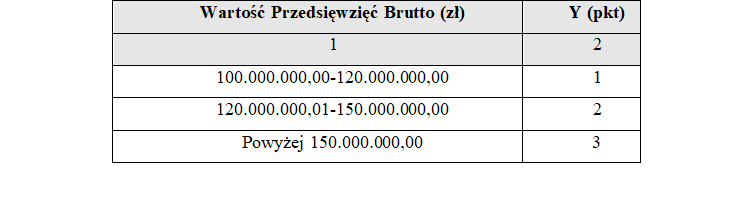 Wartość Przedsięwzięć Brutto (zł) Y (pkt)
1 2
100.000.000,00-120.000.000,00 1
120.000.000,01-150.000.000,00 2
Powyżej 150.000.000,00 3